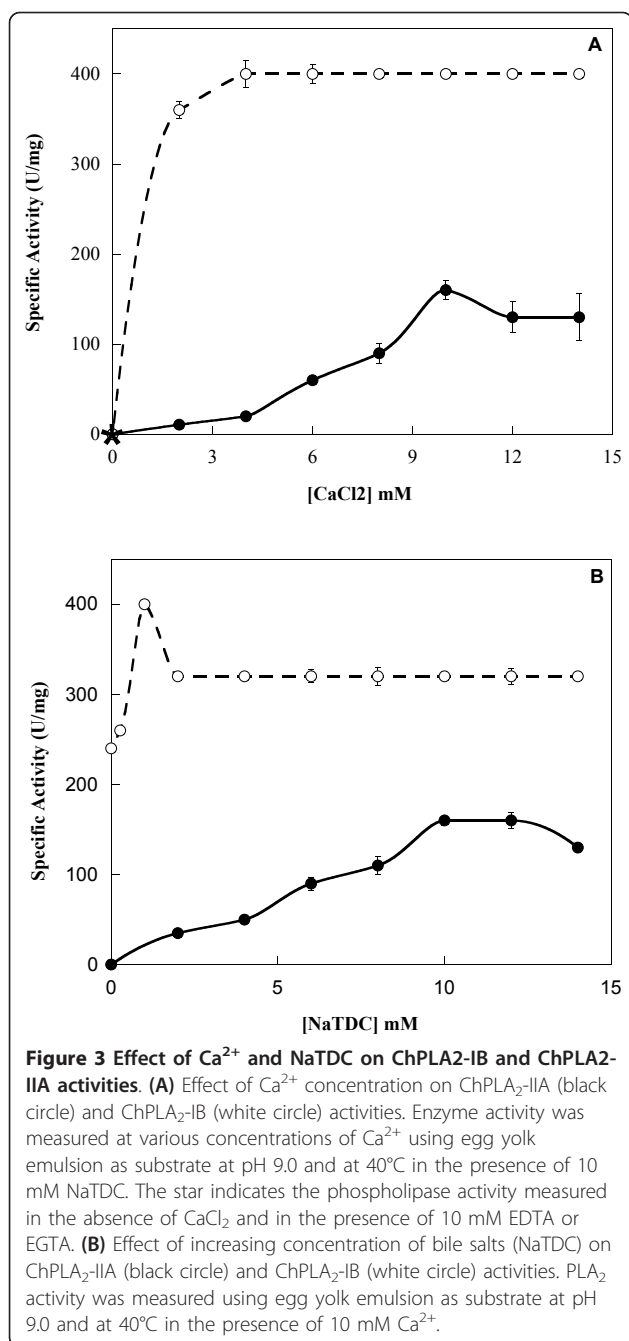 A
400
300
200
100
0
Specific Activity (U/mg)
0 3 6 9 12 15
[CaCl2] mM
B
400
300
200
100
0
Specific Activity (U/mg)
0 5 10 15
[NaTDC] mM
Figure 3 Effect of Ca²⁺ and NaTDC on ChPLA2-IB and ChPLA2-
IIA activities. (A) Effect of Ca²⁺ concentration on ChPLA₂-IIA (black
circle) and ChPLA₂-IB (white circle) activities. Enzyme activity was
measured at various concentrations of Ca²⁺ using egg yolk
emulsion as substrate at pH 9.0 and at 40°C in the presence of 10
mM NaTDC. The star indicates the phospholipase activity measured
in the absence of CaCl₂ and in the presence of 10 mM EDTA or
EGTA. (B) Effect of increasing concentration of bile salts (NaTDC) on
ChPLA₂-IIA (black circle) and ChPLA₂-IB (white circle) activities. PLA₂
activity was measured using egg yolk emulsion as substrate at pH
9.0 and at 40°C in the presence of 10 mM Ca²⁺.